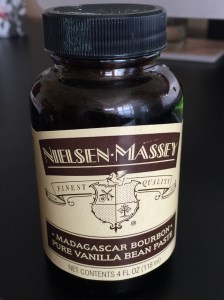 NIELSEN·MASSEY
FINEST QUALITY
MADAGASCAR BOURBON
PURE VANILLA BEAN PASTE
NET CONTENTS 4 FL OZ (118 ml)